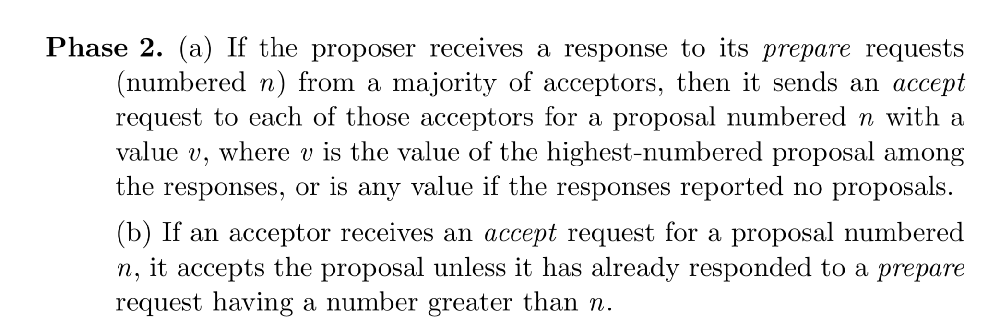 Phase 2. (a) If the proposer receives a response to its prepare requests
(numbered n) from a majority of acceptors, then it sends an accept
request to each of those acceptors for a proposal numbered n with a
value v, where v is the value of the highest-numbered proposal among
the responses, or is any value if the responses reported no proposals.
(b) If an acceptor receives an accept request for a proposal numbered
n, it accepts the proposal unless it has already responded to a prepare
request having a number greater than n.